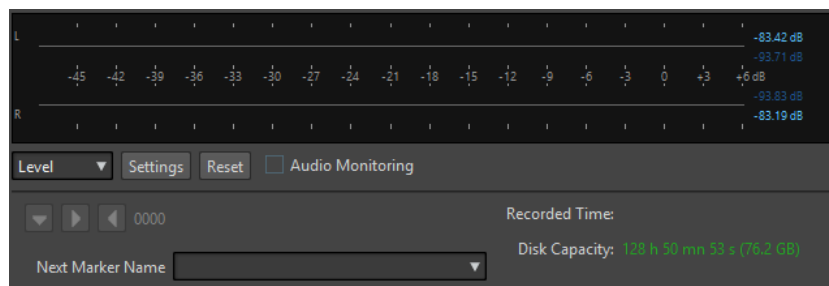 L -83.42 dB
-93.71 dB
-45 -42 -39 -36 -33 -30 -27 -24 -21 -18 -15 -12 -9 -6 -3 0 +3 +6 dB
-93.83 dB
R -83.19 dB
Level Settings Reset Audio Monitoring
0000 Recorded Time:
Disk Capacity: 128 h 50 mn 53 s (76.2 GB)
Next Marker Name